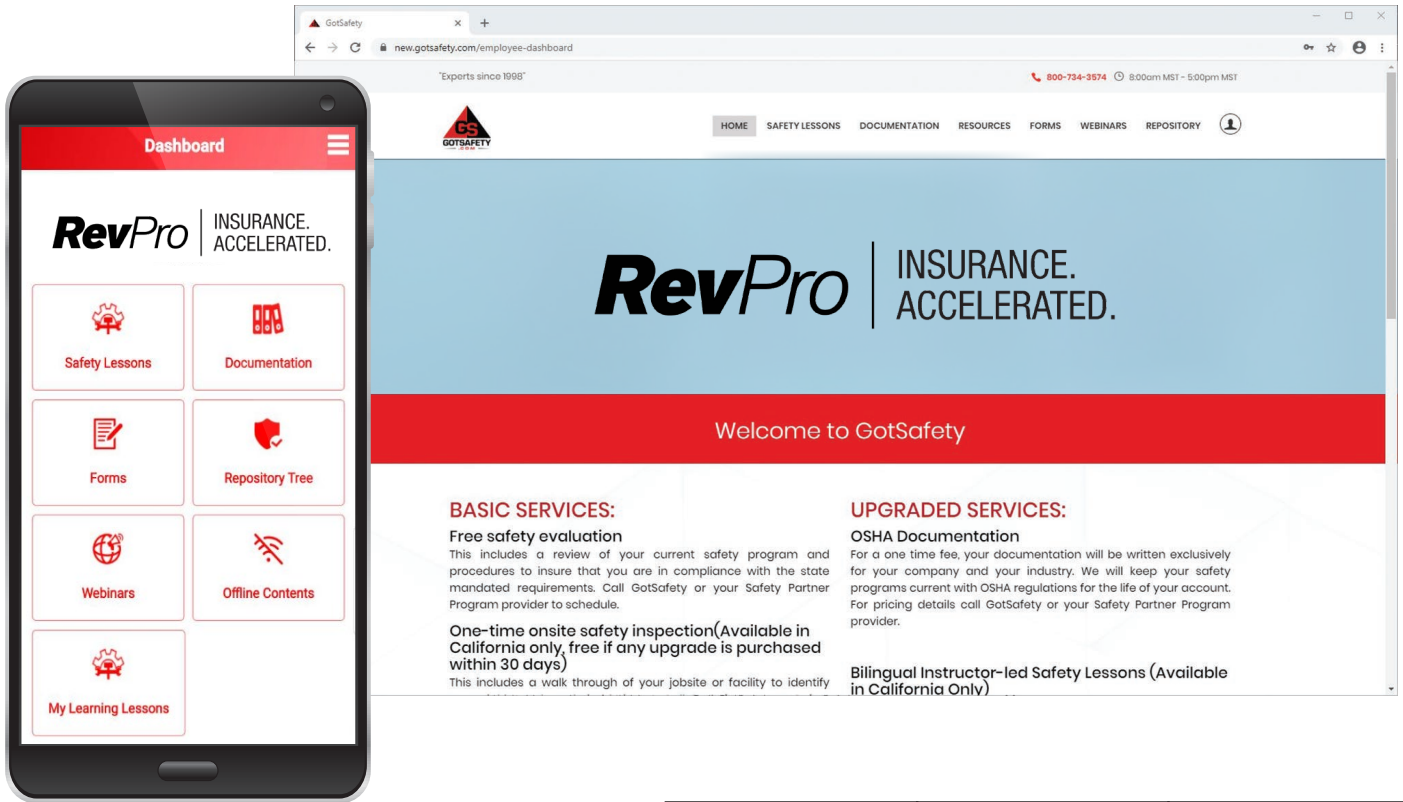 Dashboard
RevPro
INSURANCE.
ACCELERATED.
Safety Lessons
Documentation
Forms
Repository Tree
Webinars
Offline Contents
My Learning Lessons
GotSafety
new.gotsafety.com/employee-dashboard
"Experts since 1998"
800-734-3574 8:00am MST - 5:00pm MST
GS
GOTSAFETY
.COM
HOME SAFETY LESSONS DOCUMENTATION RESOURCES FORMS WEBINARS REPOSITORY
RevPro
INSURANCE.
ACCELERATED.
Welcome to GotSafety
BASIC SERVICES:
Free safety evaluation
This includes a review of your current safety program and
procedures to insure that you are in compliance with the state
mandated requirements. Call GotSafety or your Safety Partner
Program provider to schedule.
One-time onsite safety inspection(Available in
California only, free if any upgrade is purchased
within 30 days)
This includes a walk through of your jobsite or facility to identify
UPGRADED SERVICES:
OSHA Documentation
For a one time fee, your documentation will be written exclusively
for your company and your industry. We will keep your safety
programs current with OSHA regulations for the life of your account.
For pricing details call GotSafety or your Safety Partner Program
provider.
Bilingual Instructor-led Safety Lessons (Available
in California Only)